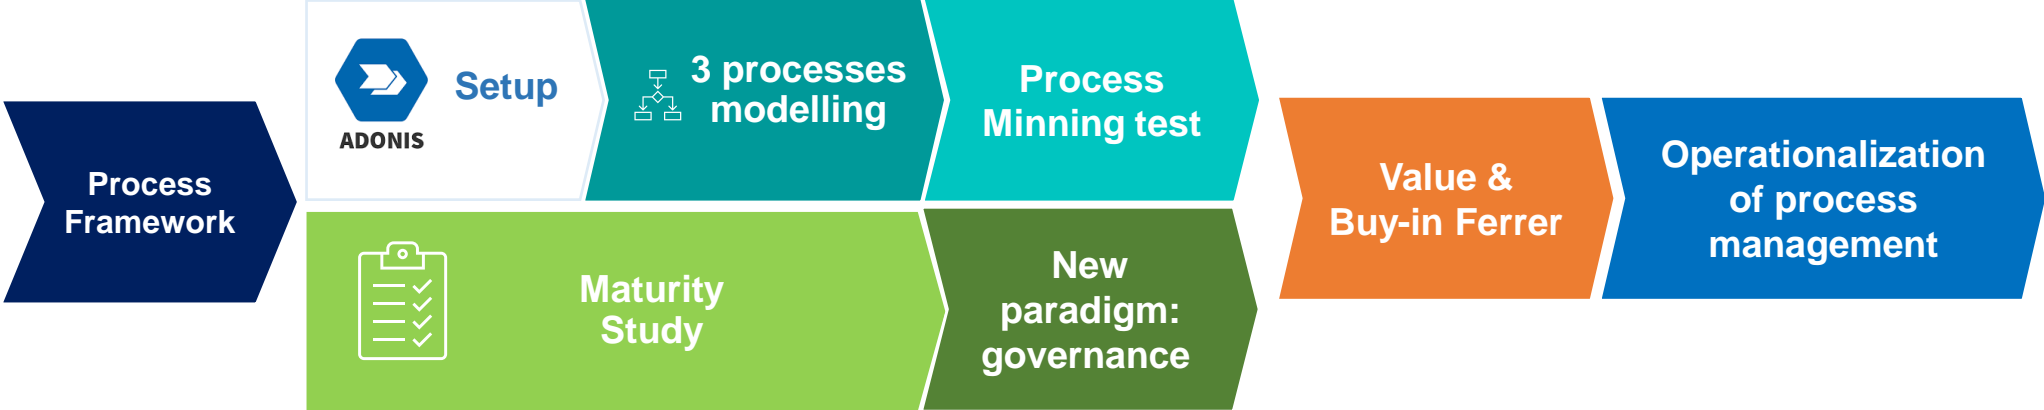 Process
Framework
ADONIS
Setup
3 processes
modelling
Process
Minning test
Maturity
Study
New
paradigm:
governance
Value &
Buy-in Ferrer
Operationalization
of process
management